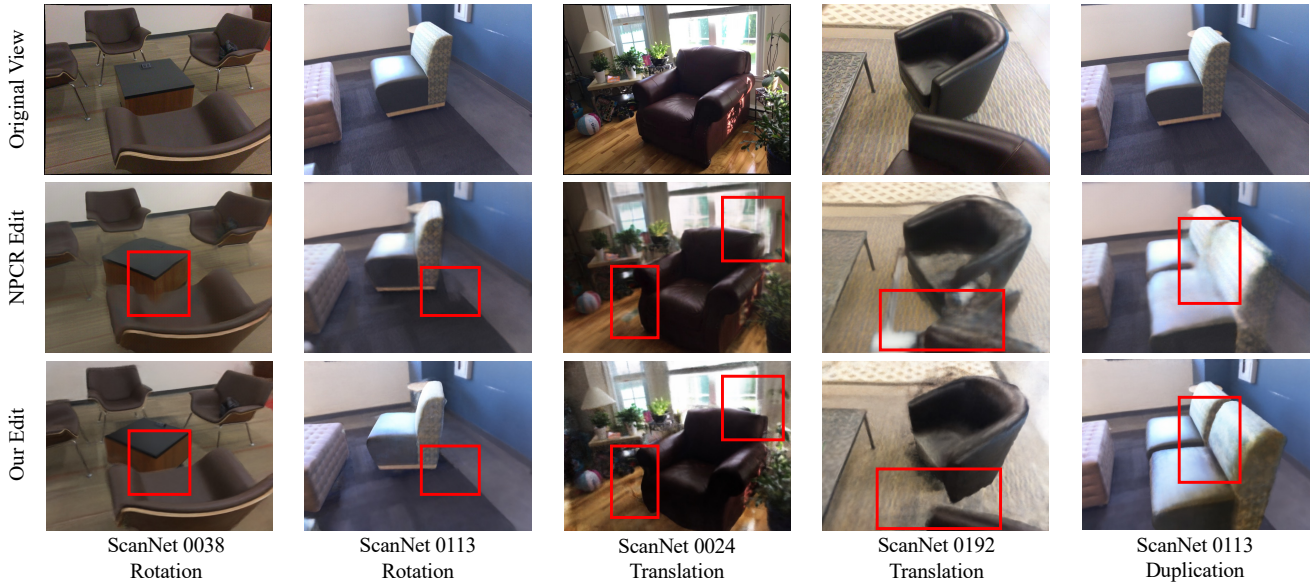 Original View
NPCR Edit
Our Edit
ScanNet 0038
Rotation
ScanNet 0113
Rotation
ScanNet 0024
Translation
ScanNet 0192
Translation
ScanNet 0113
Duplication